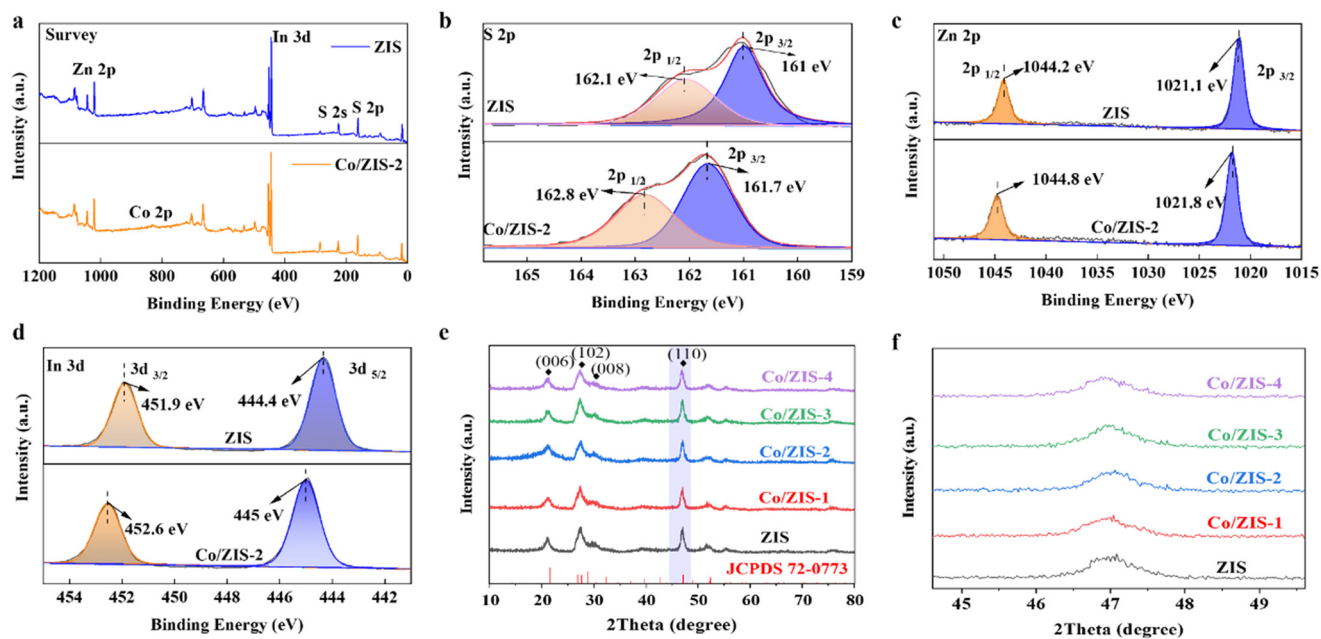 a
Survey
In 3d
ZIS
Zn 2p
S 2s
S 2p
Co/ZIS-2
Co 2p
1200 1000 800 600 400 200 0
Binding Energy (eV)
Intensity (a.u.)
b
S 2p
2p 3/2
2p 1/2
162.1 eV
161 eV
ZIS
2p 3/2
2p 1/2
162.8 eV
161.7 eV
Co/ZIS-2
165 164 163 162 161 160 159
Binding Energy (eV)
Intensity (a.u.)
c
Zn 2p
2p 1/2
1044.2 eV
1021.1 eV
2p 3/2
ZIS
1044.8 eV
1021.8 eV
Co/ZIS-2
1050 1045 1040 1035 1030 1025 1020 1015
Binding Energy (eV)
Intensity (a.u.)
d
In 3d
3d 3/2
451.9 eV
444.4 eV
3d 5/2
ZIS
452.6 eV
445 eV
Co/ZIS-2
454 452 450 448 446 444 442
Binding Energy (eV)
Intensity (a.u.)
e
(006)
(102)
(008)
(110)
Co/ZIS-4
Co/ZIS-3
Co/ZIS-2
Co/ZIS-1
ZIS
JCPDS 72-0773
10 20 30 40 50 60 70 80
2Theta (degree)
Intensity (a.u.)
f
Co/ZIS-4
Co/ZIS-3
Co/ZIS-2
Co/ZIS-1
ZIS
45 46 47 48 49
2Theta (degree)
Intensity (a.u.)